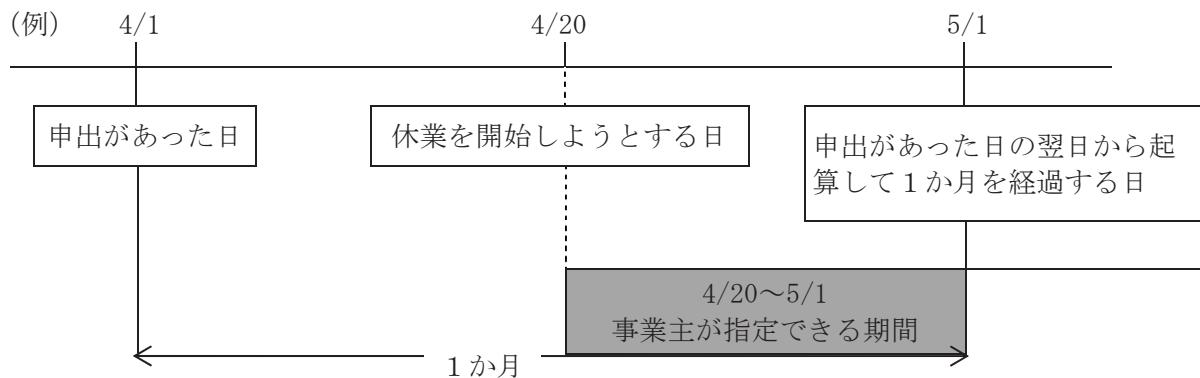 (例)
4/1
4/20
5/1
申出があった日
休業を開始しようとする日
申出があった日の翌日から起
算して１か月を経過する日
4/20～5/1
事業主が指定できる期間
１か月